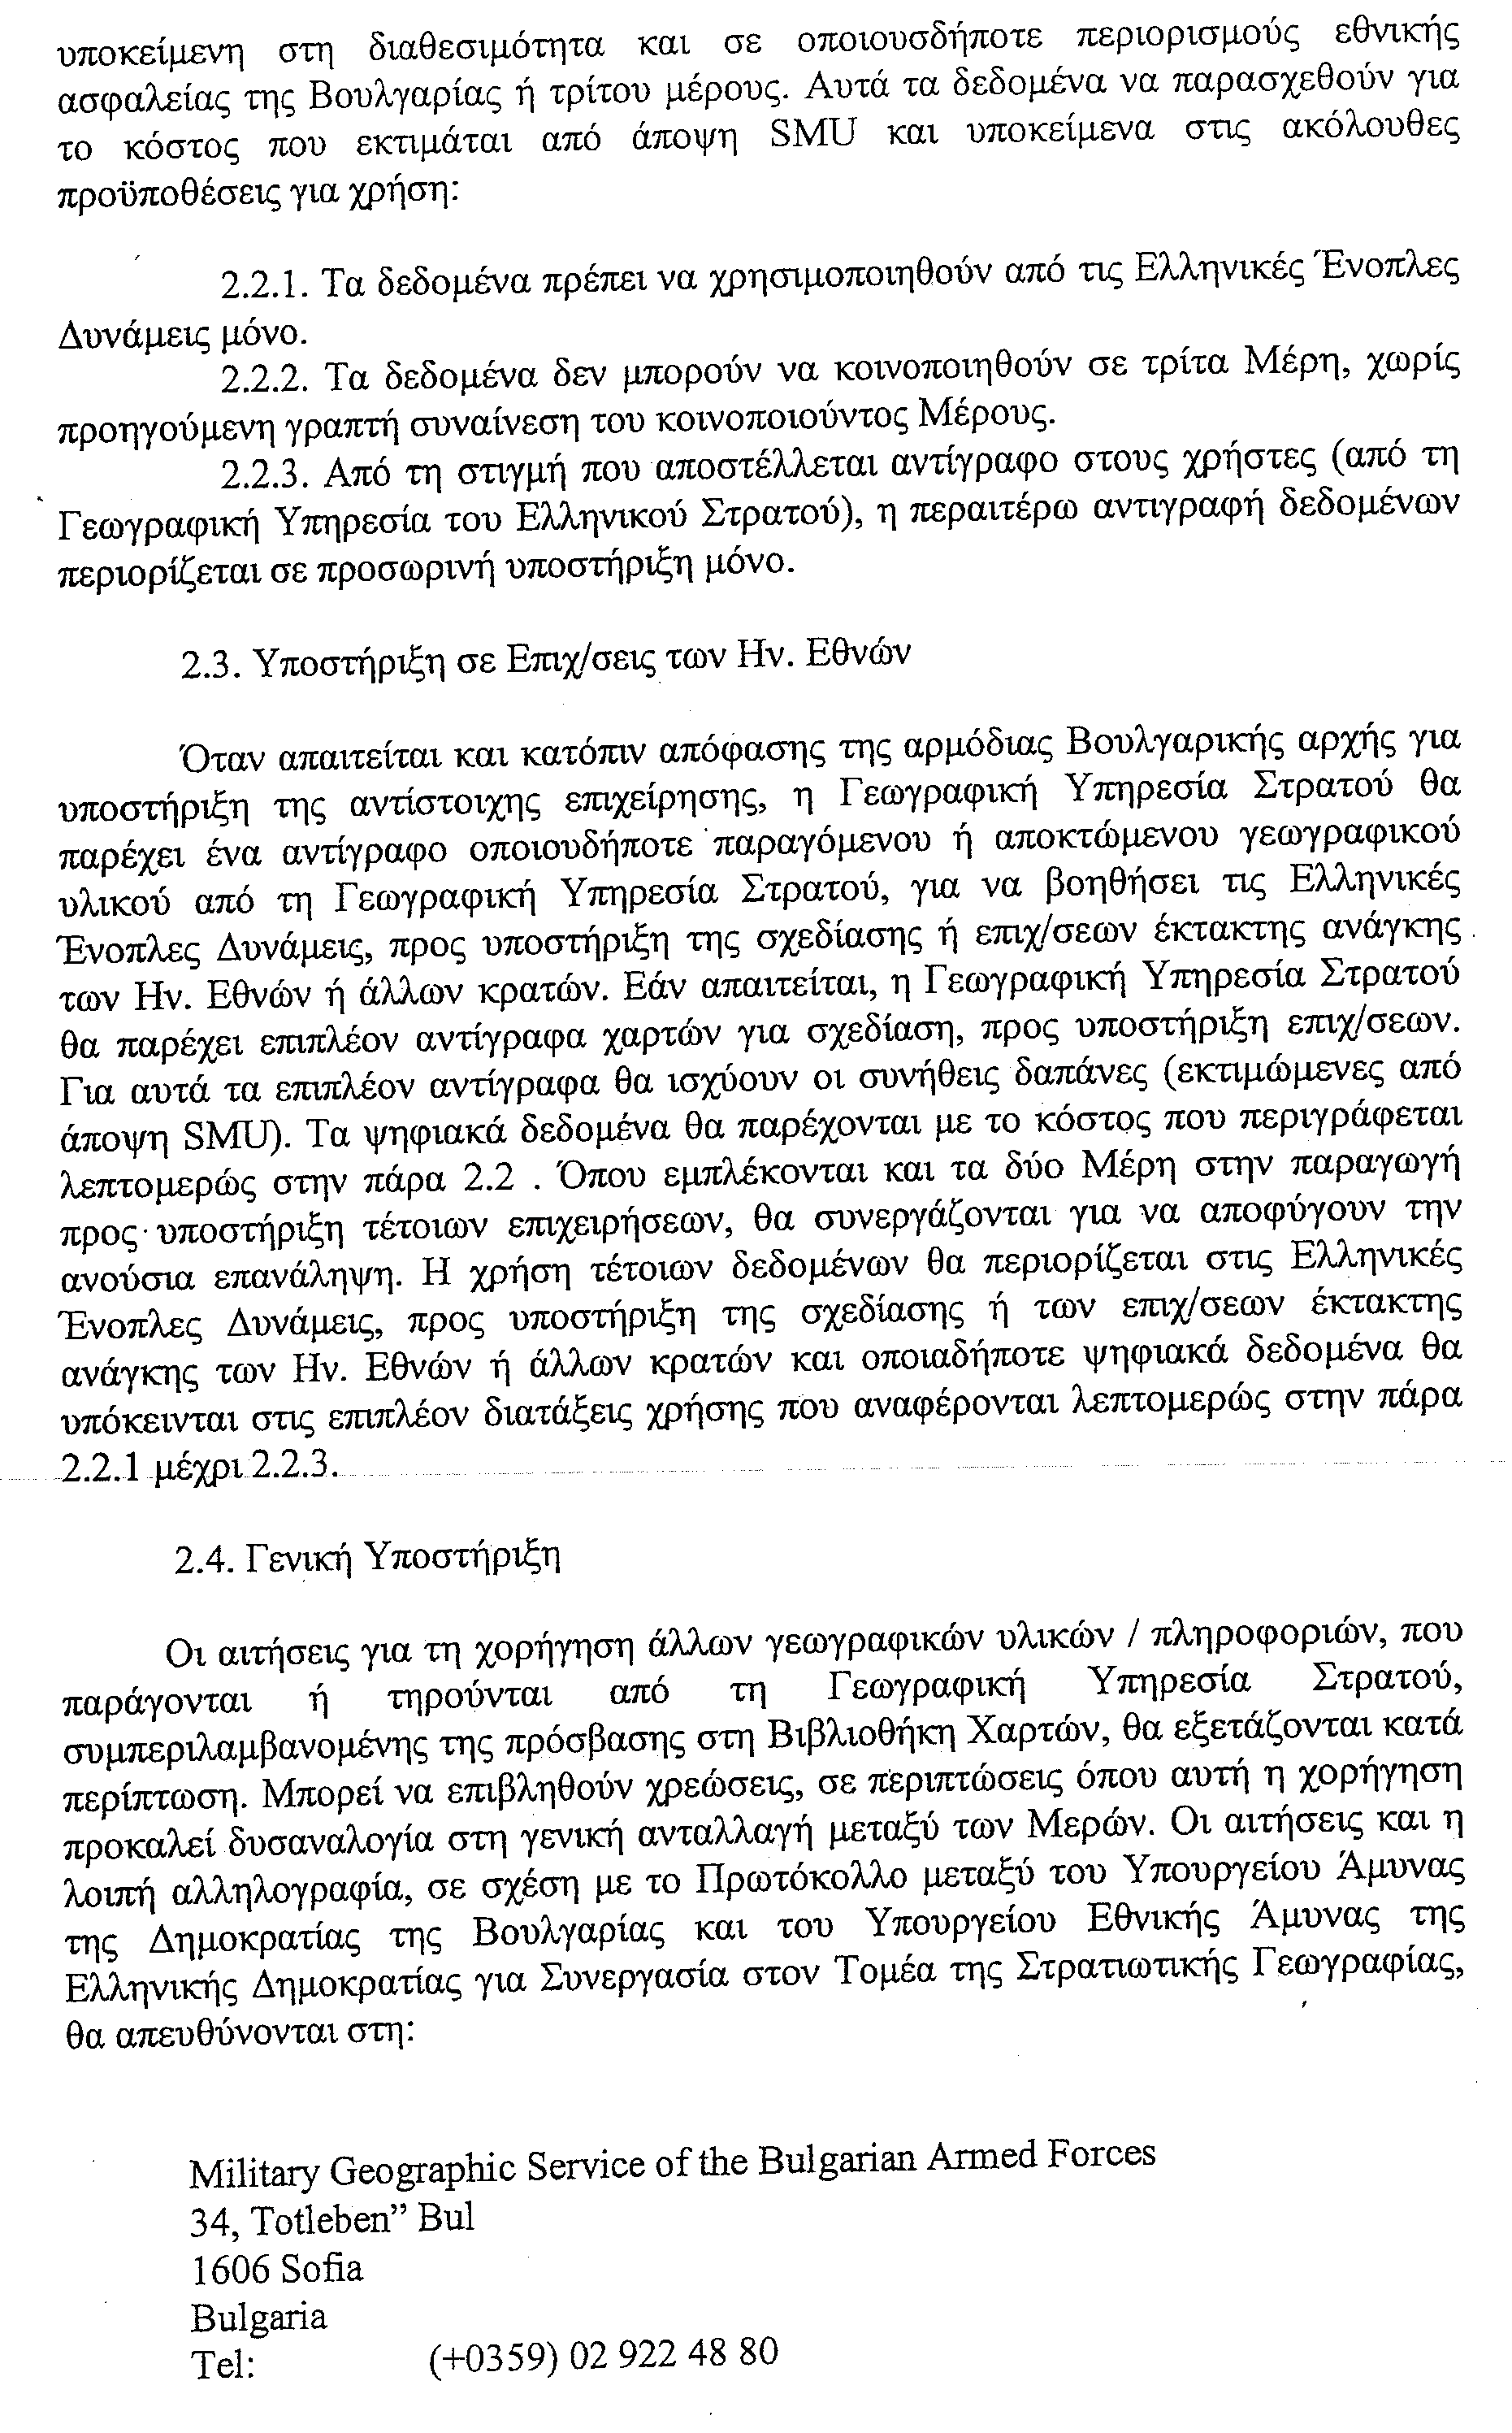 υποκείμενη στη διαθεσιμότητα και σε οποιουσδήποτε περιορισμούς εθνικής
ασφαλείας της Βουλγαρίας ή τρίτου μέρους. Αυτά τα δεδομένα να παρασχεθούν για
το κόστος που εκτιμάται από άποψη SMU και υποκείμενα στις ακόλουθες
προϋποθέσεις για χρήση:
2.2.1. Τα δεδομένα πρέπει να χρησιμοποιηθούν από τις Ελληνικές Ένοπλες
Δυνάμεις μόνο.
2.2.2. Τα δεδομένα δεν μπορούν να κοινοποιηθούν σε τρίτα Μέρη, χωρίς
προηγούμενη γραπτή συναίνεση του κοινοποιούντος Μέρους.
2.2.3. Από τη στιγμή που αποστέλλεται αντίγραφο στους χρήστες (από τη
Γεωγραφική Υπηρεσία του Ελληνικού Στρατού), η περαιτέρω αντιγραφή δεδομένων
περιορίζεται σε προσωρινή υποστήριξη μόνο.
2.3. Υποστήριξη σε Επιχ/σεις των Ην. Εθνών
Όταν απαιτείται και κατόπιν απόφασης της αρμόδιας Βουλγαρικής αρχής για
υποστήριξη της αντίστοιχης επιχείρησης, η Γεωγραφική Υπηρεσία Στρατού θα
παρέχει ένα αντίγραφο οποιουδήποτε παραγόμενου ή αποκτώμενου γεωγραφικού
υλικού από τη Γεωγραφική Υπηρεσία Στρατού, για να βοηθήσει τις Ελληνικές
Ένοπλες Δυνάμεις, προς υποστήριξη της σχεδίασης ή επιχ/σεων έκτακτης ανάγκης
των Ην. Εθνών ή άλλων κρατών. Εάν απαιτείται, η Γεωγραφική Υπηρεσία Στρατού
θα παρέχει επιπλέον αντίγραφα χαρτών για σχεδίαση, προς υποστήριξη επιχ/σεων.
Για αυτά τα επιπλέον αντίγραφα θα ισχύουν οι συνήθεις δαπάνες (εκτιμώμενες από
άποψη SMU). Τα ψηφιακά δεδομένα θα παρέχονται με το κόστος που περιγράφεται
λεπτομερώς στην πάρα 2.2 . Όπου εμπλέκονται και τα δύο Μέρη στην παραγωγή
προς υποστήριξη τέτοιων επιχειρήσεων, θα συνεργάζονται για να αποφύγουν την
ανούσια επανάληψη. Η χρήση τέτοιων δεδομένων θα περιορίζεται στις Ελληνικές
Ένοπλες Δυνάμεις, προς υποστήριξη της σχεδίασης ή των επιχ/σεων έκτακτης
ανάγκης των Ην. Εθνών ή άλλων κρατών και οποιαδήποτε ψηφιακά δεδομένα θα
υπόκεινται στις επιπλέον διατάξεις χρήσης που αναφέρονται λεπτομερώς στην πάρα
2.2.1 μέχρι 2.2.3.
2.4. Γενική Υποστήριξη
Οι αιτήσεις για τη χορήγηση άλλων γεωγραφικών υλικών / πληροφοριών, που
παράγονται ή τηρούνται από τη Γεωγραφική Υπηρεσία Στρατού,
συμπεριλαμβανομένης της πρόσβασης στη Βιβλιοθήκη Χαρτών, θα εξετάζονται κατά
περίπτωση. Μπορεί να επιβληθούν χρεώσεις, σε περιπτώσεις όπου αυτή η χορήγηση
προκαλεί δυσαναλογία στη γενική ανταλλαγή μεταξύ των Μερών. Οι αιτήσεις και η
λοιπή αλληλογραφία, σε σχέση με το Πρωτόκολλο μεταξύ του Υπουργείου Άμυνας
της Δημοκρατίας της Βουλγαρίας και του Υπουργείου Εθνικής Άμυνας της
Ελληνικής Δημοκρατίας για Συνεργασία στον Τομέα της Στρατιωτικής Γεωγραφίας,
θα απευθύνονται στη:
Military Geographic Service of the Bulgarian Armed Forces
34, Totleben” Bul
1606 Sofia
Bulgaria
Tel: (+0359) 02 922 48 80